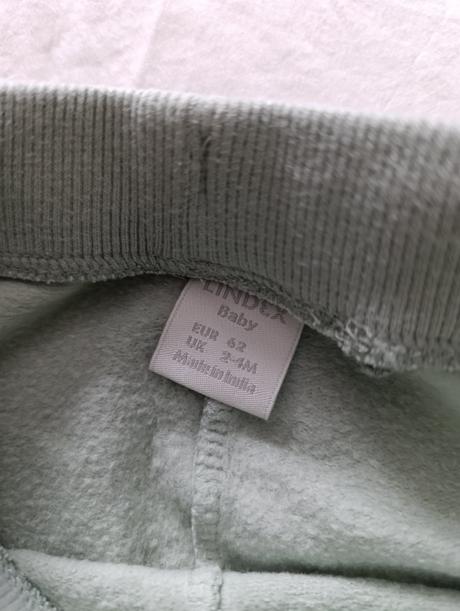 LINDEX
Baby
EUR 62
UK 2-4M
Made in India